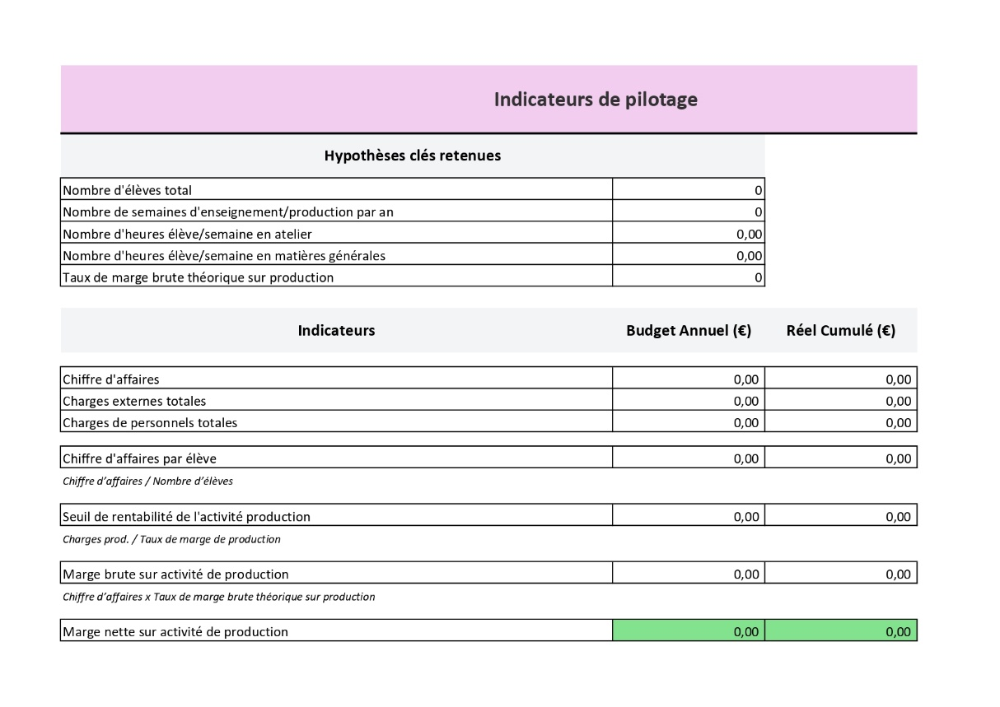 Indicateurs de pilotage
Hypothèses clés retenues
Nombre d'élèves total 0
Nombre de semaines d'enseignement/production par an 0
Nombre d'heures élève/semaine en atelier 0,00
Nombre d'heures élève/semaine en matières générales 0,00
Taux de marge brute théorique sur production 0
Indicateurs Budget Annuel (€) Réel Cumulé (€)
Chiffre d'affaires 0,00 0,00
Charges externes totales 0,00 0,00
Charges de personnels totales 0,00 0,00
Chiffre d'affaires par élève 0,00 0,00
Chiffre d’affaires / Nombre d’élèves
Seuil de rentabilité de l'activité production 0,00 0,00
Charges prod. / Taux de marge de production
Marge brute sur activité de production 0,00 0,00
Chiffre d’affaires x Taux de marge brute théorique sur production
Marge nette sur activité de production 0,00 0,00